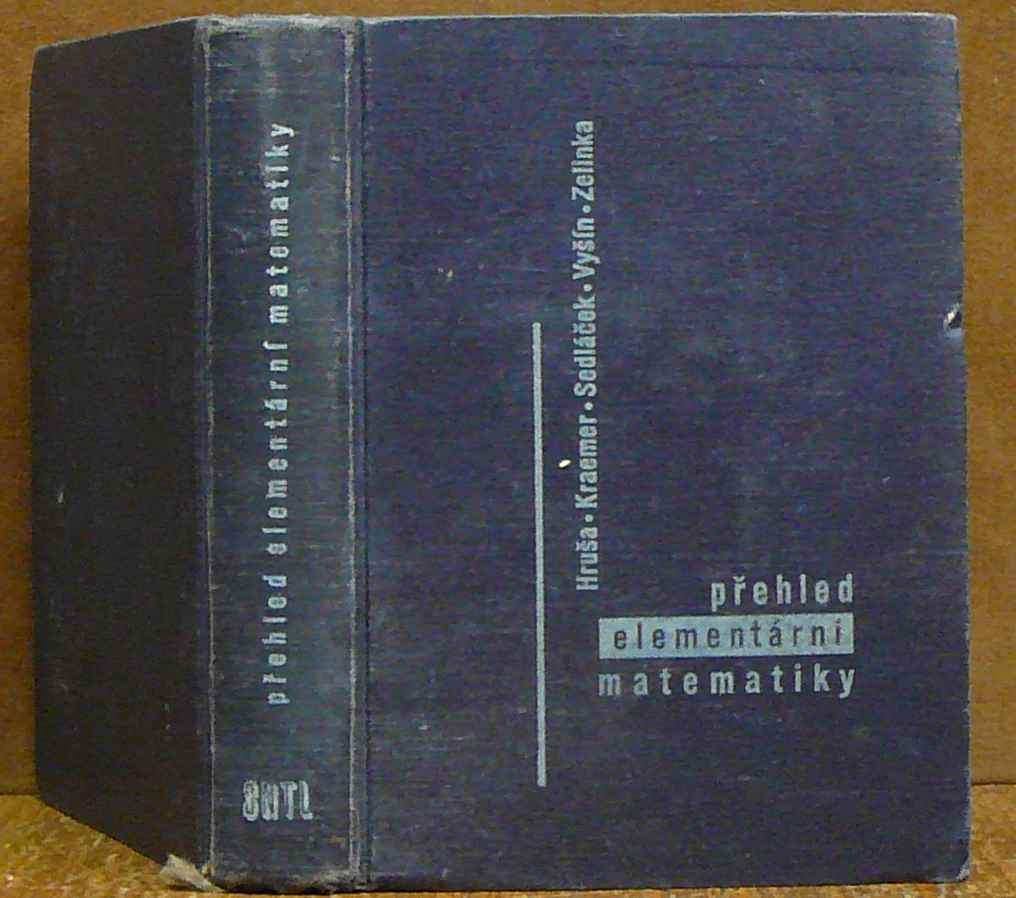 přehled elementární matematiky
SNTL
Hruša • Kraemer • Sedláček • Vyšín • Zelinka
přehled
elementární
matematiky